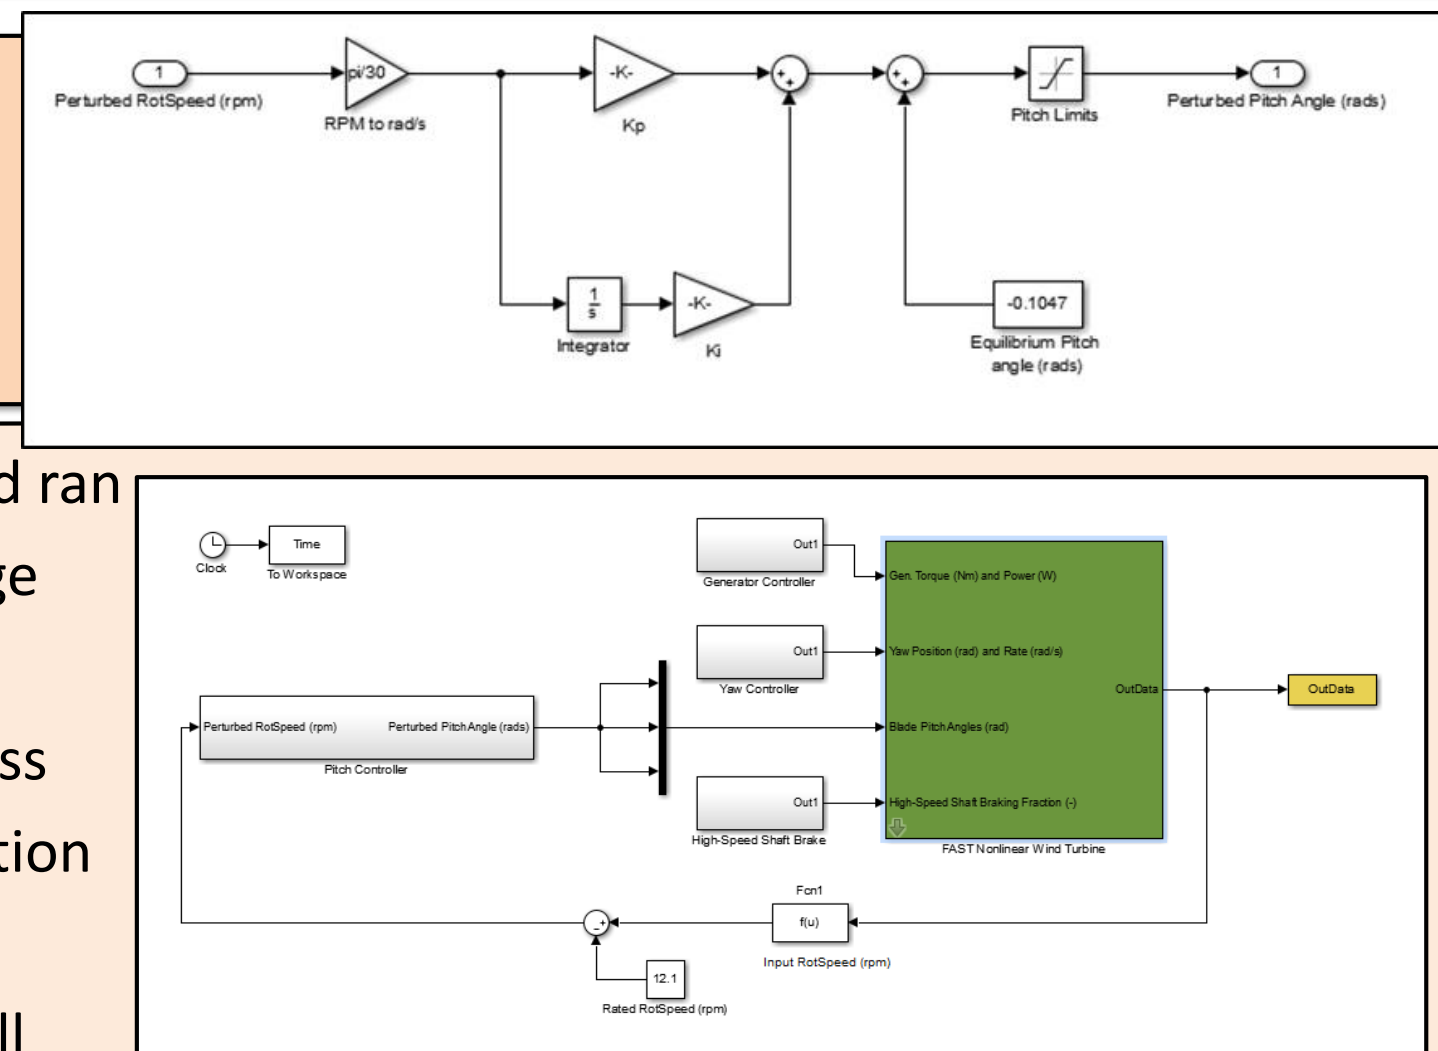 1
Perturbed RotSpeed (rpm)
pi/30
RPM to rad/s
-K-
Kp
Pitch Limits
1
Perturbed Pitch Angle (rads)
1
s
Integrator
-K-
Ki
-0.1047
Equilibrium Pitch
angle (rads)
d ran
ge
ss
tion
ll
Clock
Time
To Workspace
Out1
Generator Controller
Out1
Yaw Controller
Perturbed RotSpeed (rpm)
Perturbed Pitch Angle (rads)
Pitch Controller
Out1
High-Speed Shaft Brake
Gen. Torque (Nm) and Power (W)
Yaw Position (rad) and Rate (rad/s)
OutData
Blade Pitch Angles (rad)
High-Speed Shaft Braking Fraction (-)
FAST Nonlinear Wind Turbine
OutData
Fcn1
f(u)
Input RotSpeed (rpm)
12.1
Rated RotSpeed (rpm)